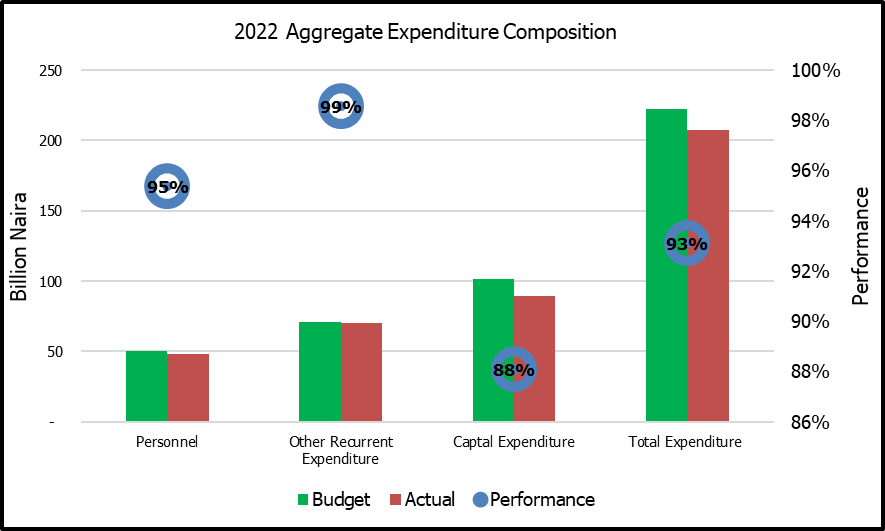 2022 Aggregate Expenditure Composition
250
200
150
100
50
-
Billion Naira
100%
98%
96%
94%
92%
90%
88%
86%
Performance
95%
99%
88%
93%
Personnel
Other Recurrent
Expenditure
Captal Expenditure
Total Expenditure
Budget
Actual
Performance